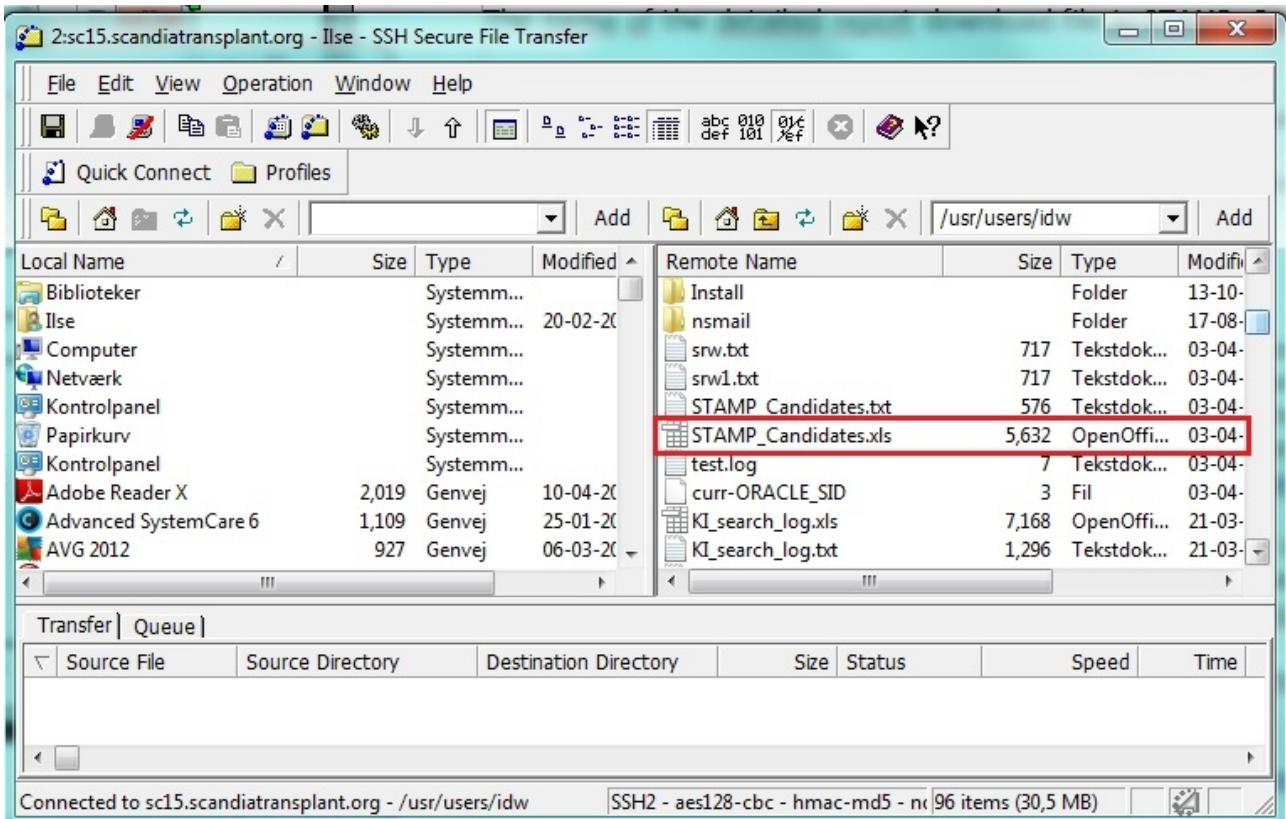 2:sc15.scandiatransplant.org - Ilse - SSH Secure File Transfer
File Edit View Operation Window Help
abc def 010 101
Quick Connect Profiles
Add /usr/users/idw Add
Local Name Size Type Modified Remote Name Size Type Modifi
Biblioteker Systemm... Install Folder 13-10-
Ilse Systemm... 20-02-20 nsmail Folder 17-08-
Computer Systemm... srw.txt 717 Tekstdok... 03-04-
Netværk Systemm... srw1.txt 717 Tekstdok... 03-04-
Kontrolpanel Systemm... STAMP_Candidates.txt 576 Tekstdok... 03-04-
Papirkurv Systemm... STAMP_Candidates.xls 5,632 OpenOffi... 03-04-
Kontrolpanel Systemm... test.log 7 Tekstdok... 03-04-
Adobe Reader X 2,019 Genvej 10-04-20 curr-ORACLE_SID 3 Fil 03-04-
Advanced SystemCare 6 1,109 Genvej 25-01-20 KI_search_log.xls 7,168 OpenOffi... 21-03-
AVG 2012 927 Genvej 06-03-20 KI_search_log.txt 1,296 Tekstdok... 21-03-
Transfer Queue
Source File Source Directory Destination Directory Size Status Speed Time
Connected to sc15.scandiatransplant.org - /usr/users/idw SSH2 - aes128-cbc - hmac-md5 - 96 items (30,5 MB)